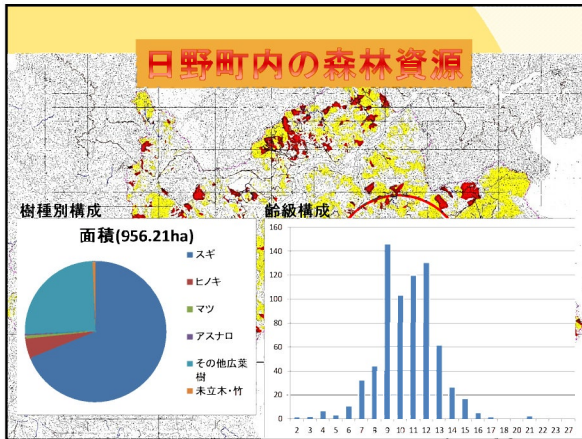 日野町内の森林資源
樹種別構成
面積(956.21ha)
スギ
ヒノキ
マツ
アスナロ
その他広葉
樹
未立木・竹
齢級構成
160
140
120
100
80
60
40
20
0
2 3 4 5 6 7 8 9 10 11 12 13 14 15 16 17 18 19 20 21 27